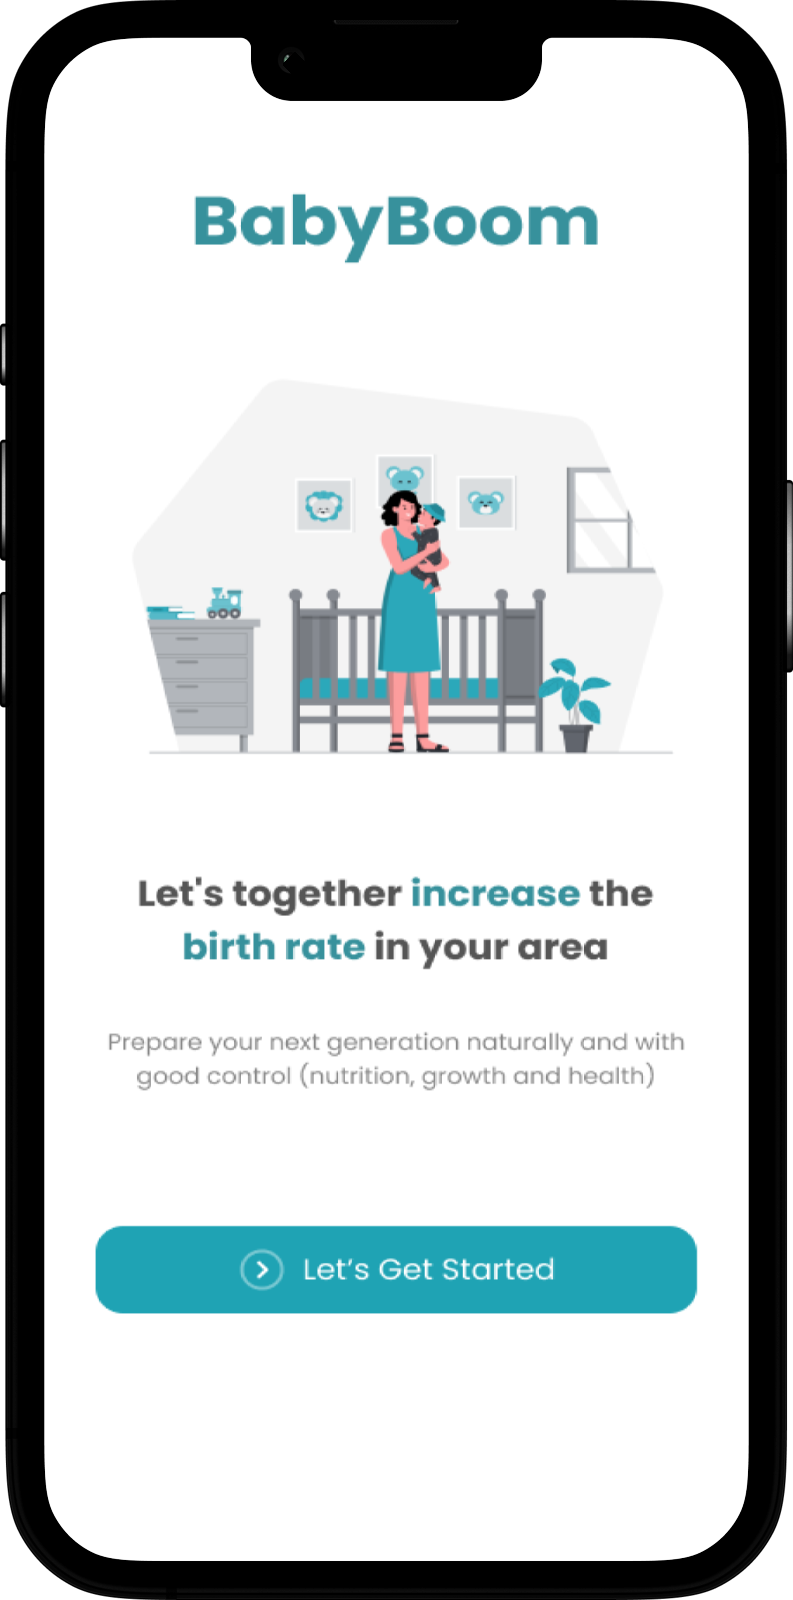 BabyBoom
Let's together increase the
birth rate in your area
Prepare your next generation naturally and with
good control (nutrition, growth and health)
Let’s Get Started